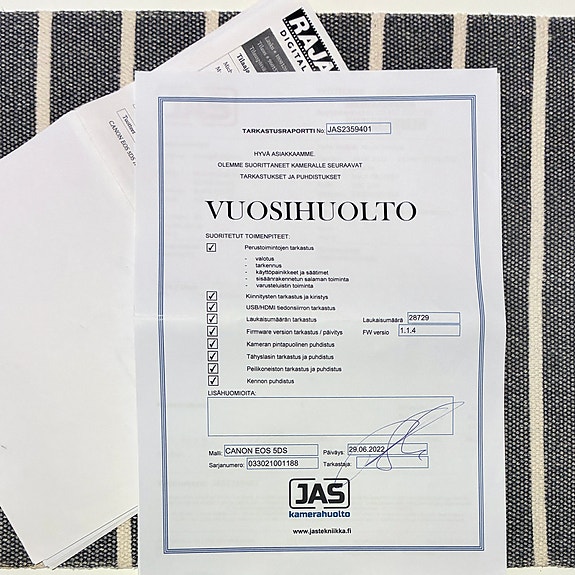 RAJA
DIGITAL
Tilaaja
CANON EOS 5DS
TARKASTUSRAPORTTI No JAS2359401
HYVÄ ASIAKKAAMME.
OLEMME SUORITTANEET KAMERALLE SEURAAVAT
TARKASTUKSET JA PUHDISTUKSET
VUOSIHUOLTO
SUORITETUT TOIMENPITEET:
Perustoimintojen tarkastus
- valotus
- tarkennus
- käyttöpainikkeet ja säätimet
- sisäänrakennetun salaman toiminta
- varusteluistin toiminta
Kiinnitysten tarkastus ja kiristys
USB/HDMI tiedonsiirron tarkastus
Laukaisumäärän tarkastus Laukaisumäärä 28729
Firmware version tarkastus / päivitys FW versio 1.1.4
Kameran pintapuolinen puhdistus
Tähyslasin tarkastus ja puhdistus
Peilikoneiston tarkastus ja puhdistus
Kennon puhdistus
LISÄHUOMIOITA:
Malli: CANON EOS 5DS Päiväys: 29.06.2022
Sarjanumero: 033021001188 Tarkastaja:
JAS
kamerahuolto
www.jastekniikka.fi